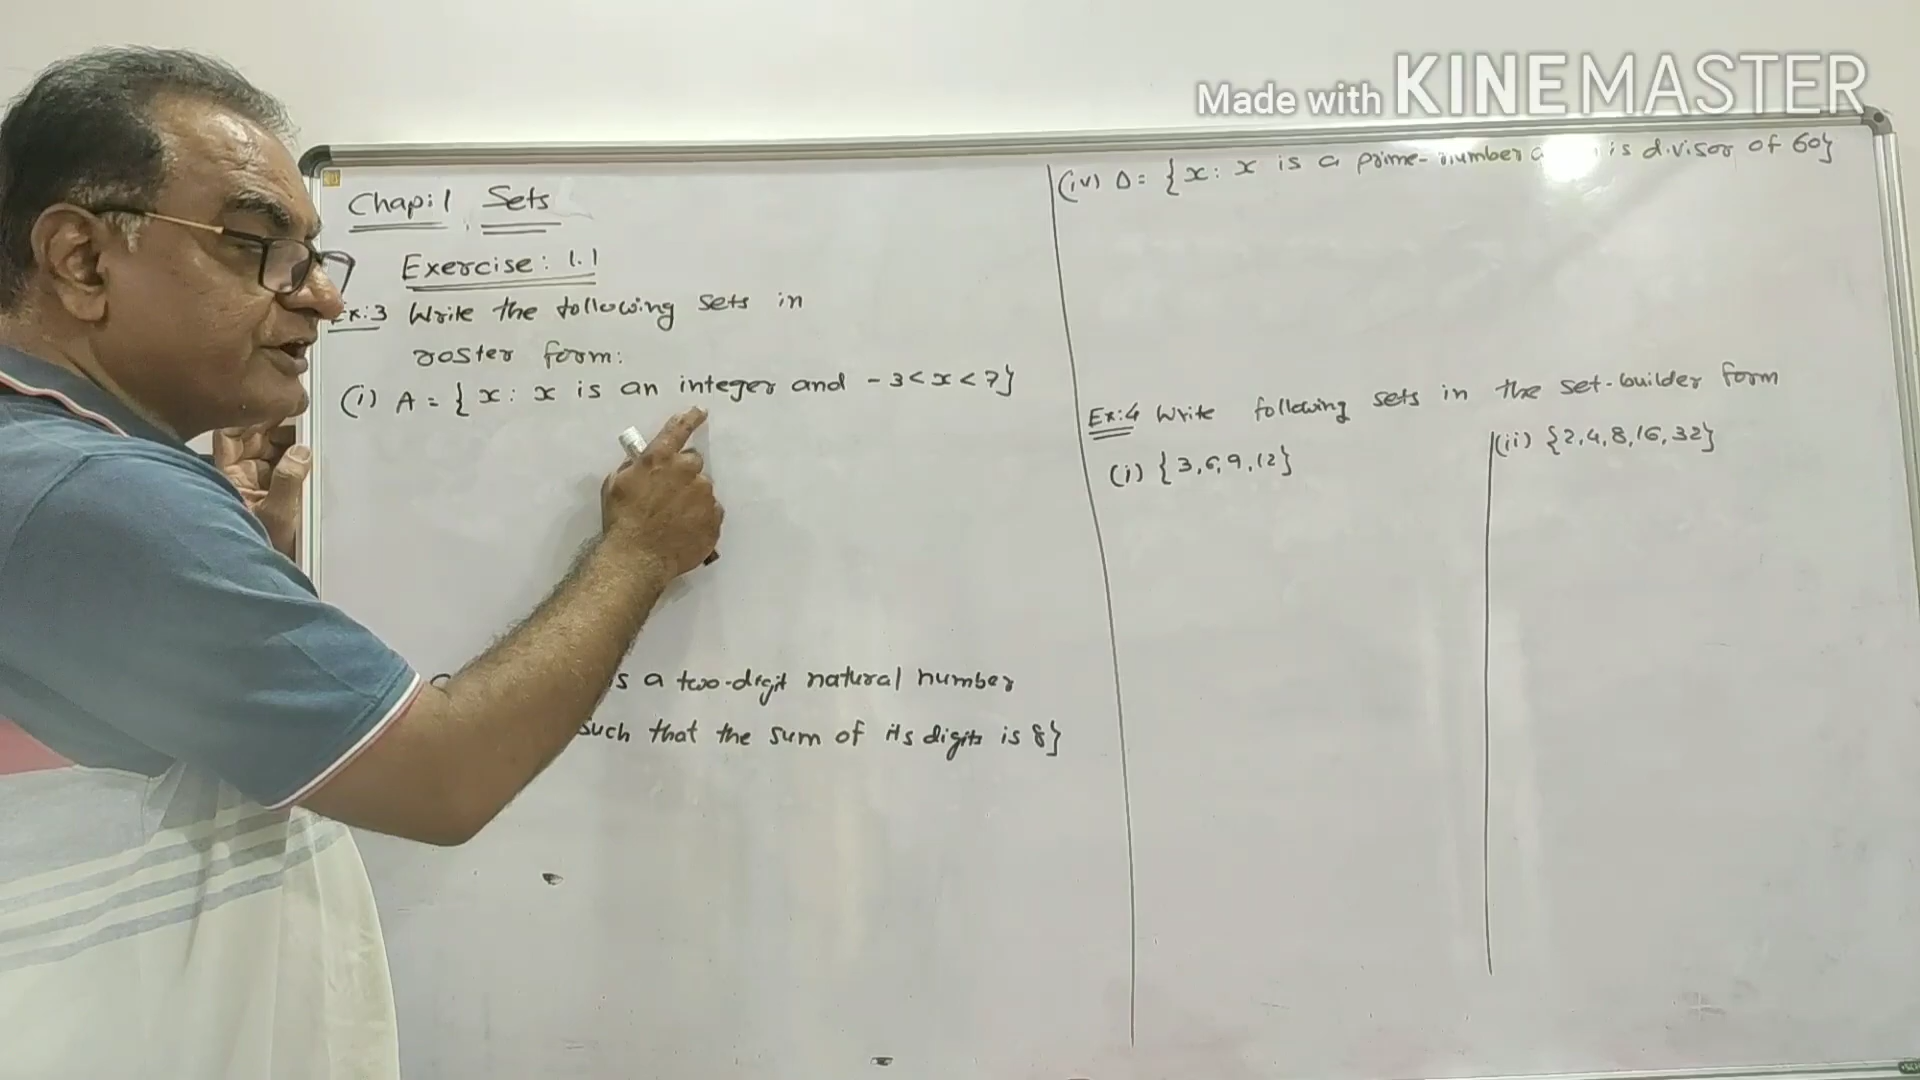 Made with KINEMASTER
Chap:1 Sets
Exercise: 1.1
Ex:3 Write the following sets in
roster form:
(i) A = { x : x is an integer and -3 < x < 7}
a two-digit natural number
such that the sum of its digits is 8}
(iv) D = { x : x is a prime-number is divisor of 60}
Ex:4 Write following sets in the set-builder form
(i) {3,6,9,12}
(ii) {2,4,8,16,32}